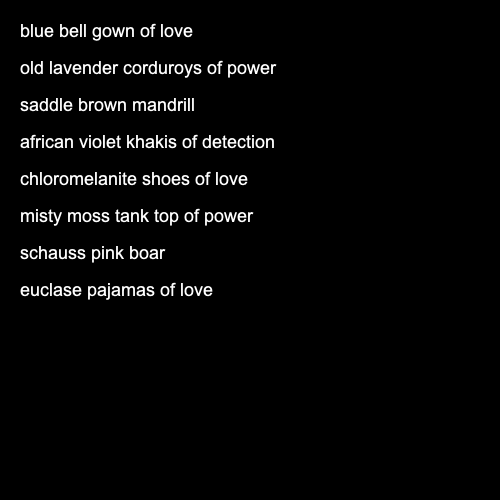 blue bell gown of love
old lavender corduroys of power
saddle brown mandrill
african violet khakis of detection
chloromelanite shoes of love
misty moss tank top of power
schauss pink boar
euclase pajamas of love